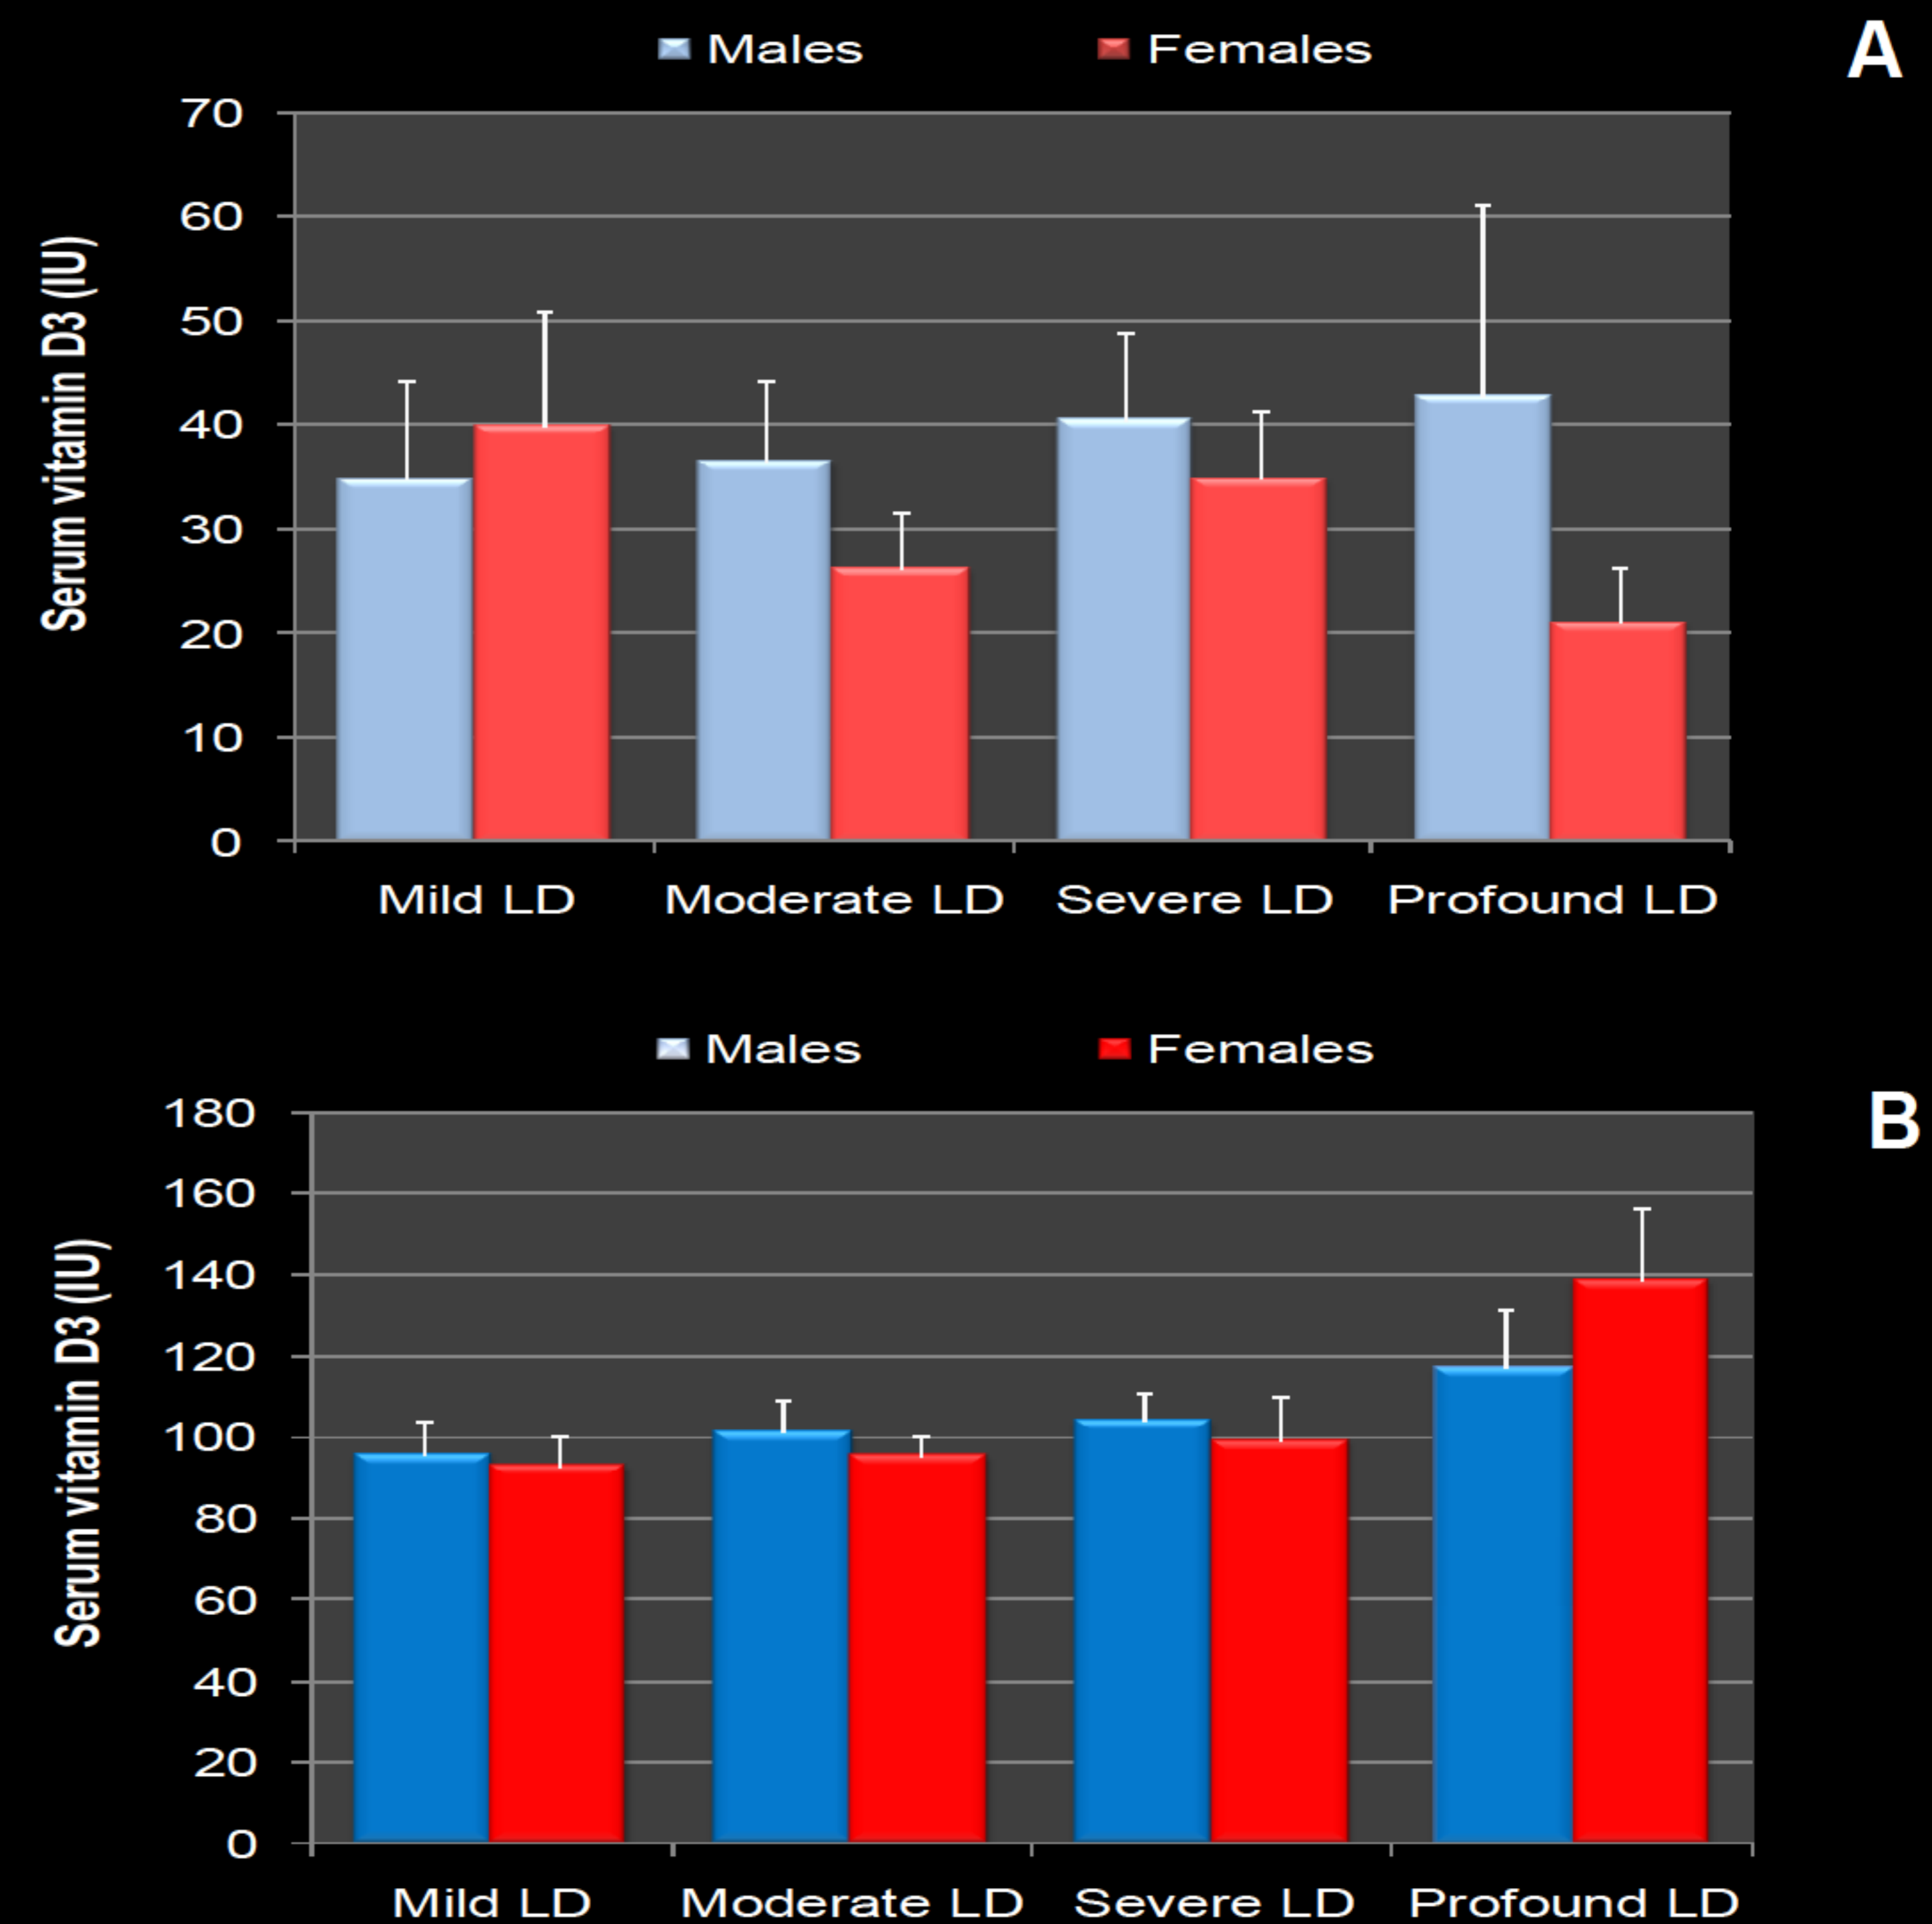 Males Females
A
70
60
50
40
30
20
10
0
Serum vitamin D3 (IU)
Mild LD Moderate LD Severe LD Profound LD
Males Females
B
180
160
140
120
100
80
60
40
20
0
Serum vitamin D3 (IU)
Mild LD Moderate LD Severe LD Profound LD